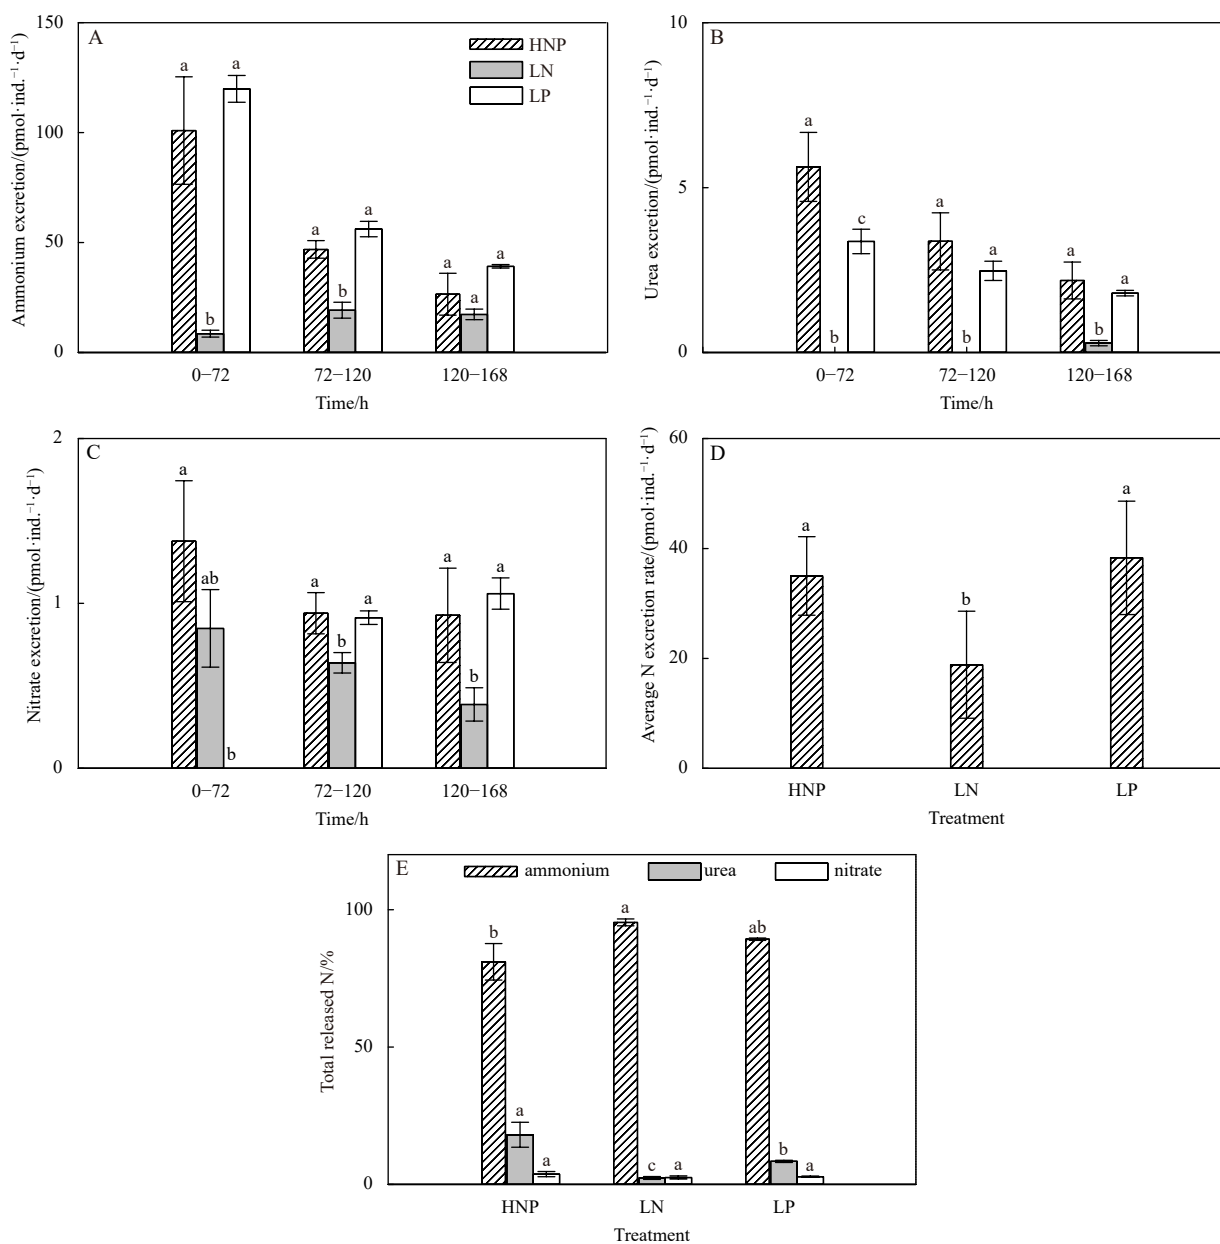 A
HNP
LN
LP
Ammonium excretion/(pmol·ind.⁻¹·d⁻¹)
150
100
50
0
a
a
b
a
a
b
a
a
a
0−72
72−120
120−168
Time/h
B
Urea excretion/(pmol·ind.⁻¹·d⁻¹)
10
5
0
a
b
c
a
b
a
a
b
a
0−72
72−120
120−168
Time/h
C
Nitrate excretion/(pmol·ind.⁻¹·d⁻¹)
2
1
0
a
ab
b
a
b
a
a
b
a
0−72
72−120
120−168
Time/h
D
Average N excretion rate/(pmol·ind.⁻¹·d⁻¹)
60
40
20
0
a
b
a
HNP
LN
LP
Treatment
E
ammonium
urea
nitrate
Total released N/%
100
50
0
b
a
a
a
c
a
ab
b
a
HNP
LN
LP
Treatment